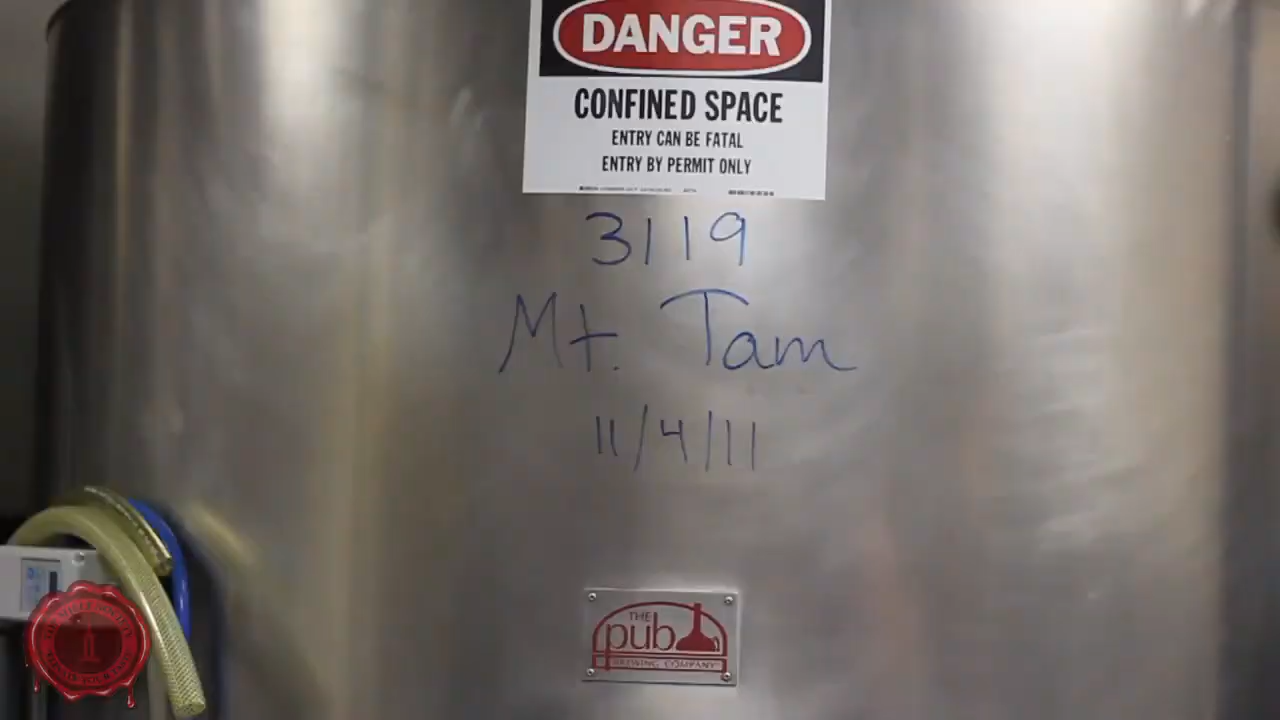 DANGER
CONFINED SPACE
ENTRY CAN BE FATAL
ENTRY BY PERMIT ONLY
3119
Mt. Tam
11/4/11
THE
pub
BREWING COMPANY